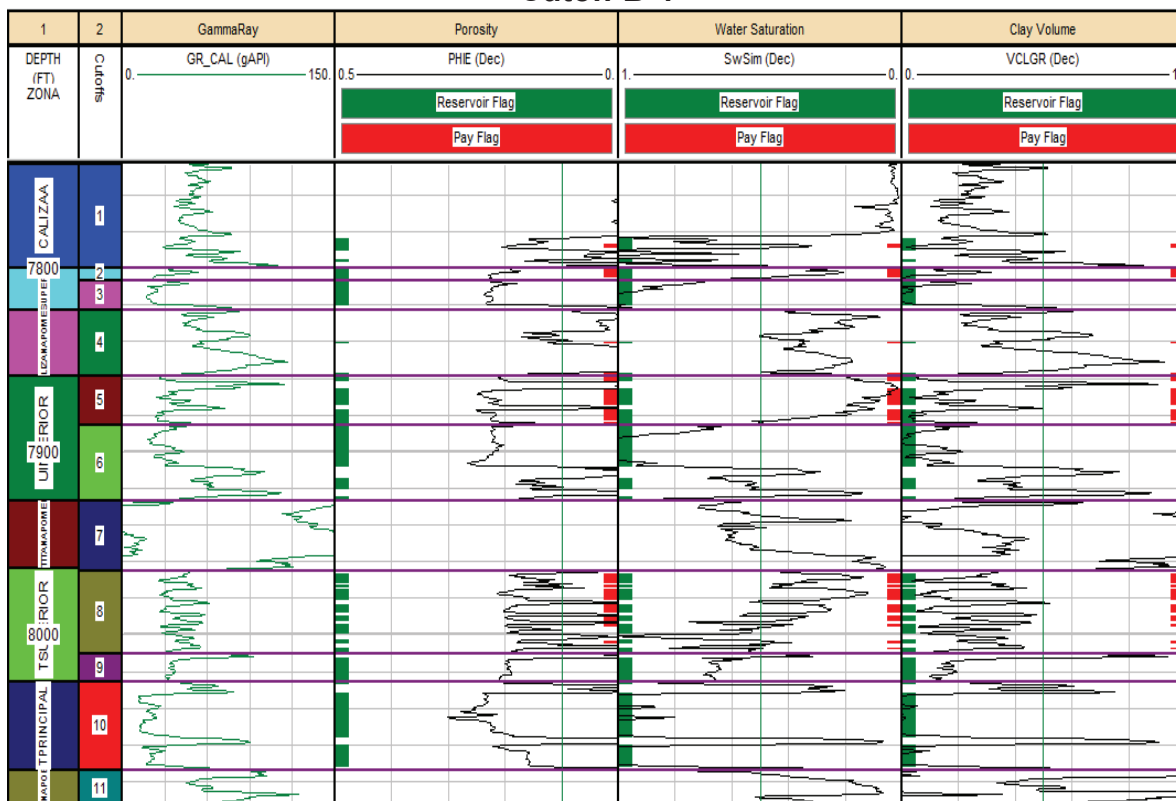 1 2 GammaRay Porosity Water Saturation Clay Volume
DEPTH (FT) ZONA Cutoffs GR_CAL (gAPI) PHIE (Dec) SwSim (Dec) VCLGR (Dec)
0. 150. 0.5 0. 1. 0. 0. 1
Reservoir Flag Reservoir Flag Reservoir Flag
Pay Flag Pay Flag Pay Flag
CALIZAA 1
7800
2
3
4
5
7900
6
7
8
8000
9
TPRINCIPAL 10
11